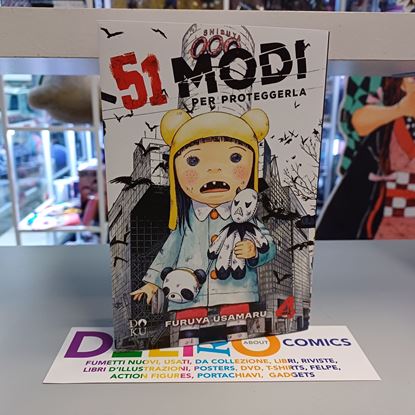 SHIBUYA
51 MODI
PER PROTEGGERLA
DOKU
FURUYA USAMARU
4
ABOUT
COMICS
FUMETTI NUOVI, USATI, DA COLLEZIONE, LIBRI, RIVISTE,
LIBRI D'ILLUSTRAZIONI, POSTERS, DVD, T-SHIRTS, FELPE,
ACTION FIGURES, PORTACHIAVI, GADGETS